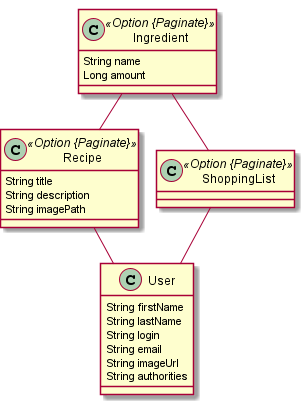 C «Option {Paginate}»
Ingredient
String name
Long amount
C «Option {Paginate}»
Recipe
String title
String description
String imagePath
C «Option {Paginate}»
ShoppingList
C User
String firstName
String lastName
String login
String email
String imageUrl
String authorities